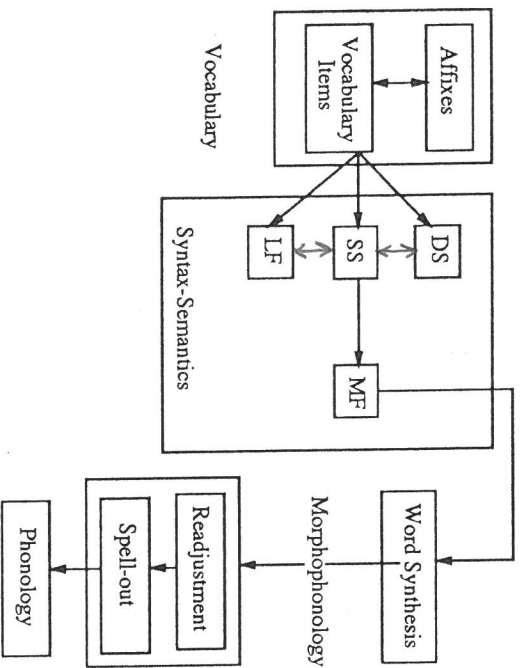 Affixes
Vocabulary
Items
Vocabulary
DS
SS
LF
MF
Syntax-Semantics
Word Synthesis
Morphophonology
Readjustment
Spell-out
Phonology